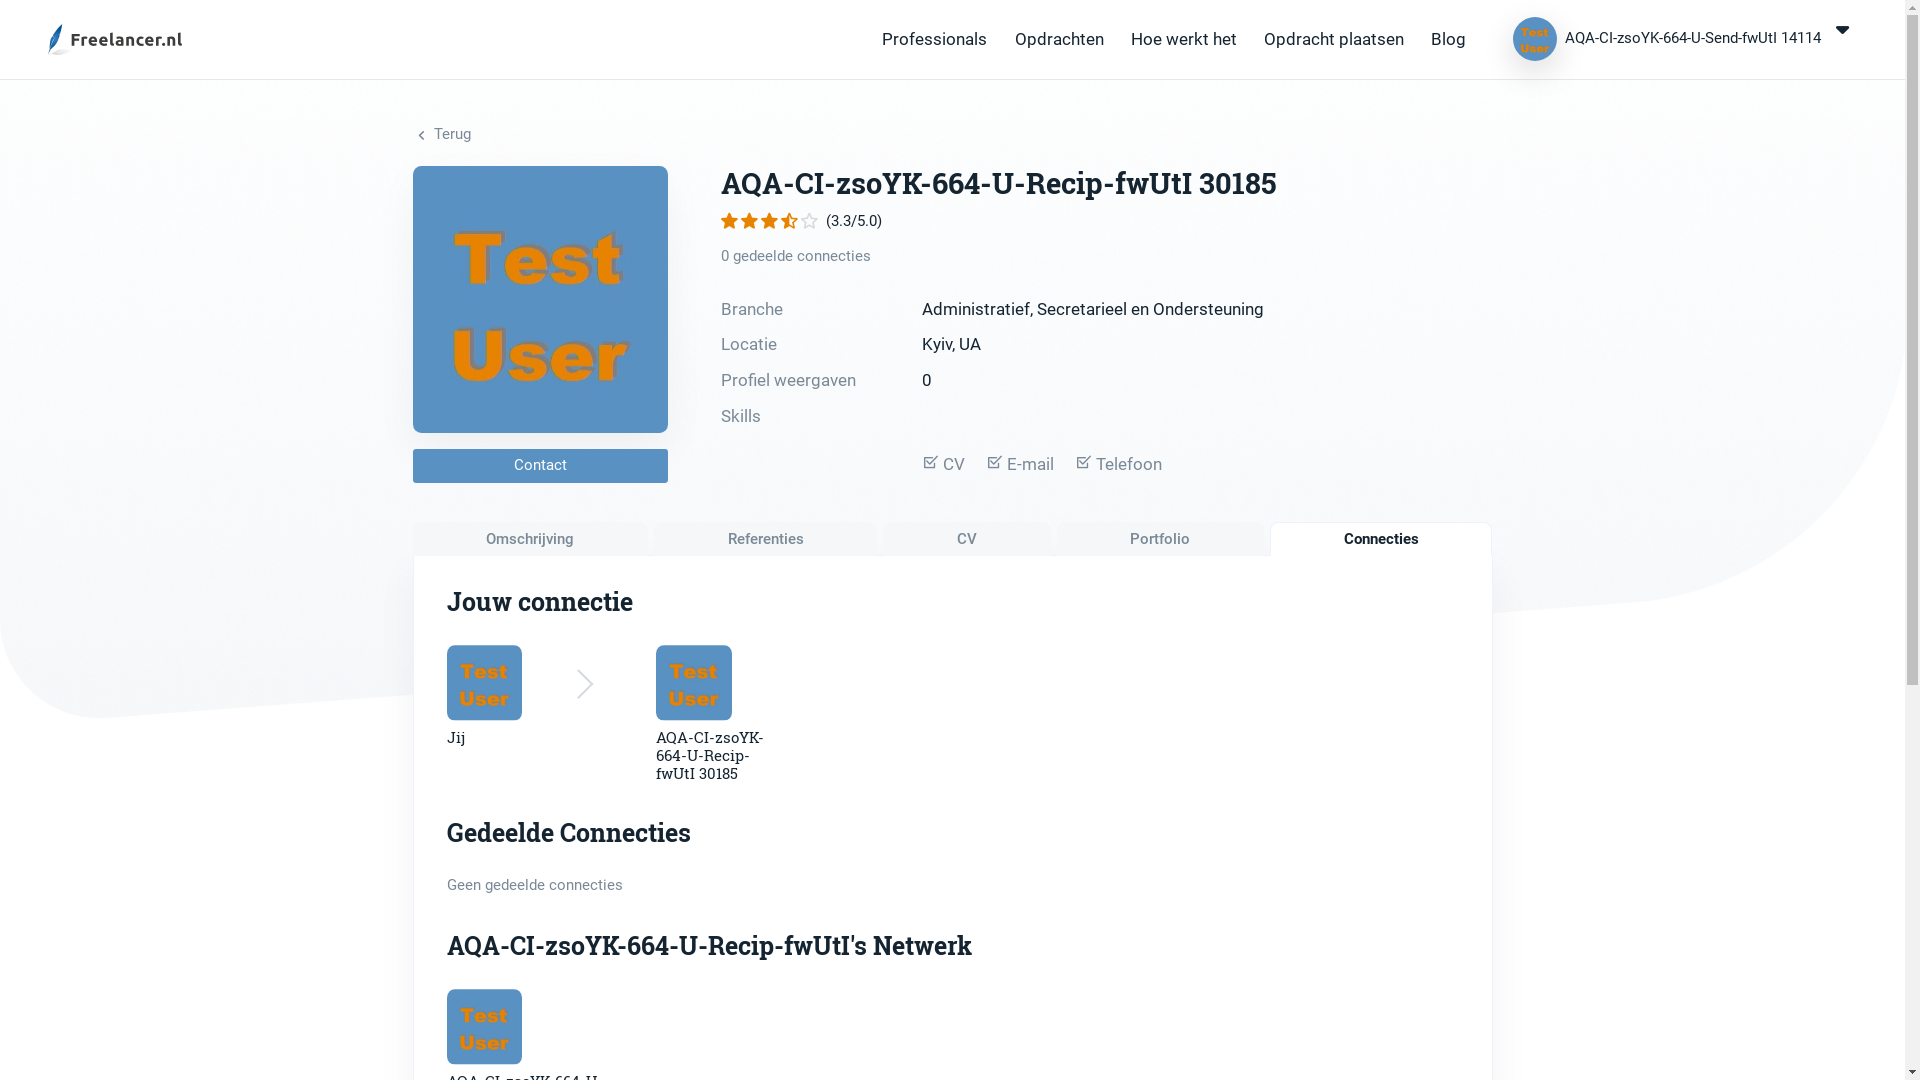 Freelancer.nl
Professionals Opdrachten Hoe werkt het Opdracht plaatsen Blog
Test User
AQA-CI-zsoYK-664-U-Send-fwUtI 14114
Terug
Test
User
Contact
AQA-CI-zsoYK-664-U-Recip-fwUtI 30185
(3.3/5.0)
0 gedeelde connecties
Branche Administratief, Secretarieel en Ondersteuning
Locatie Kyiv, UA
Profiel weergaven 0
Skills
CV E-mail Telefoon
Omschrijving Referenties CV Portfolio Connecties
Jouw connectie
Test
User
Jij
Test
User
AQA-CI-zsoYK-
664-U-Recip-
fwUtI 30185
Gedeelde Connecties
Geen gedeelde connecties
AQA-CI-zsoYK-664-U-Recip-fwUtI's Netwerk
Test
User
AQA-CI-zsoYK-664-U-